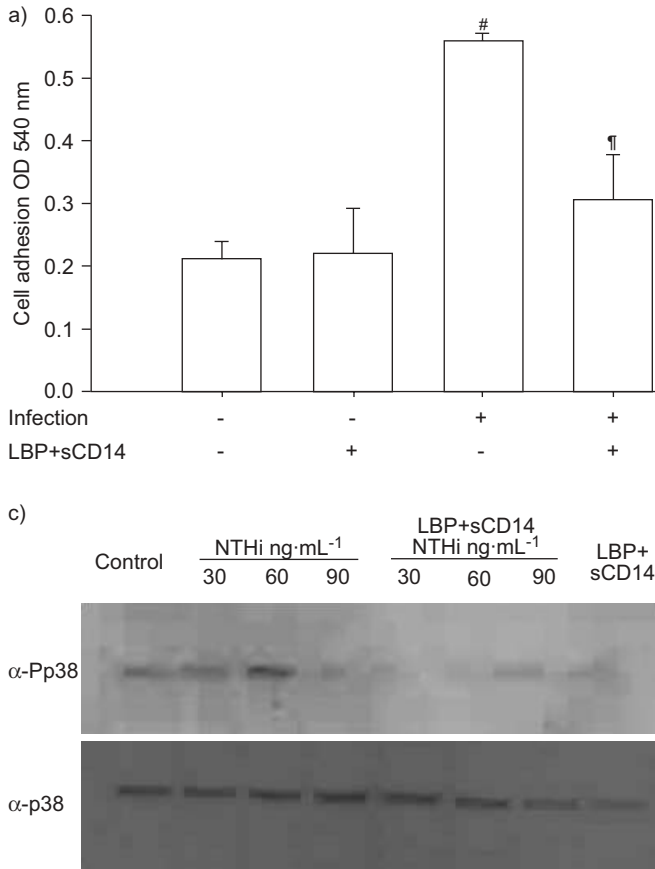 a)
0.6
0.5
0.4
0.3
0.2
0.1
0.0
Cell adhesion OD 540 nm
#
¶
Infection - - + +
LBP+sCD14 - + - +
c)
Control
NTHi ng·mL⁻¹
30 60 90
LBP+sCD14
NTHi ng·mL⁻¹
30 60 90
LBP+
sCD14
α-Pp38
α-p38